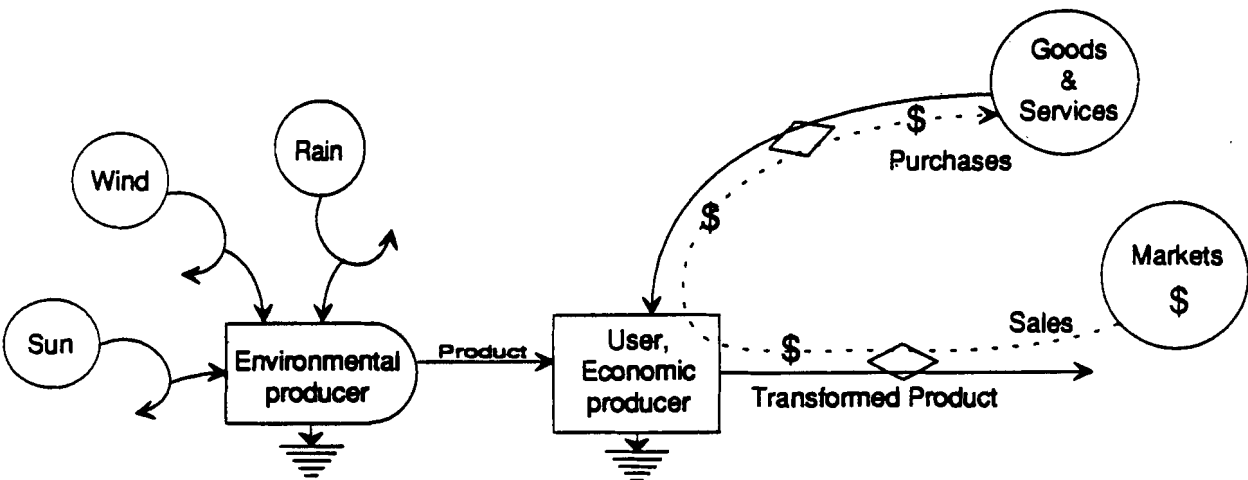 Goods
&
Services
$
Purchases
Rain
Wind
$
Markets
$
Sales
Sun
Environmental
producer
Product
User,
Economic
producer
$
Transformed Product